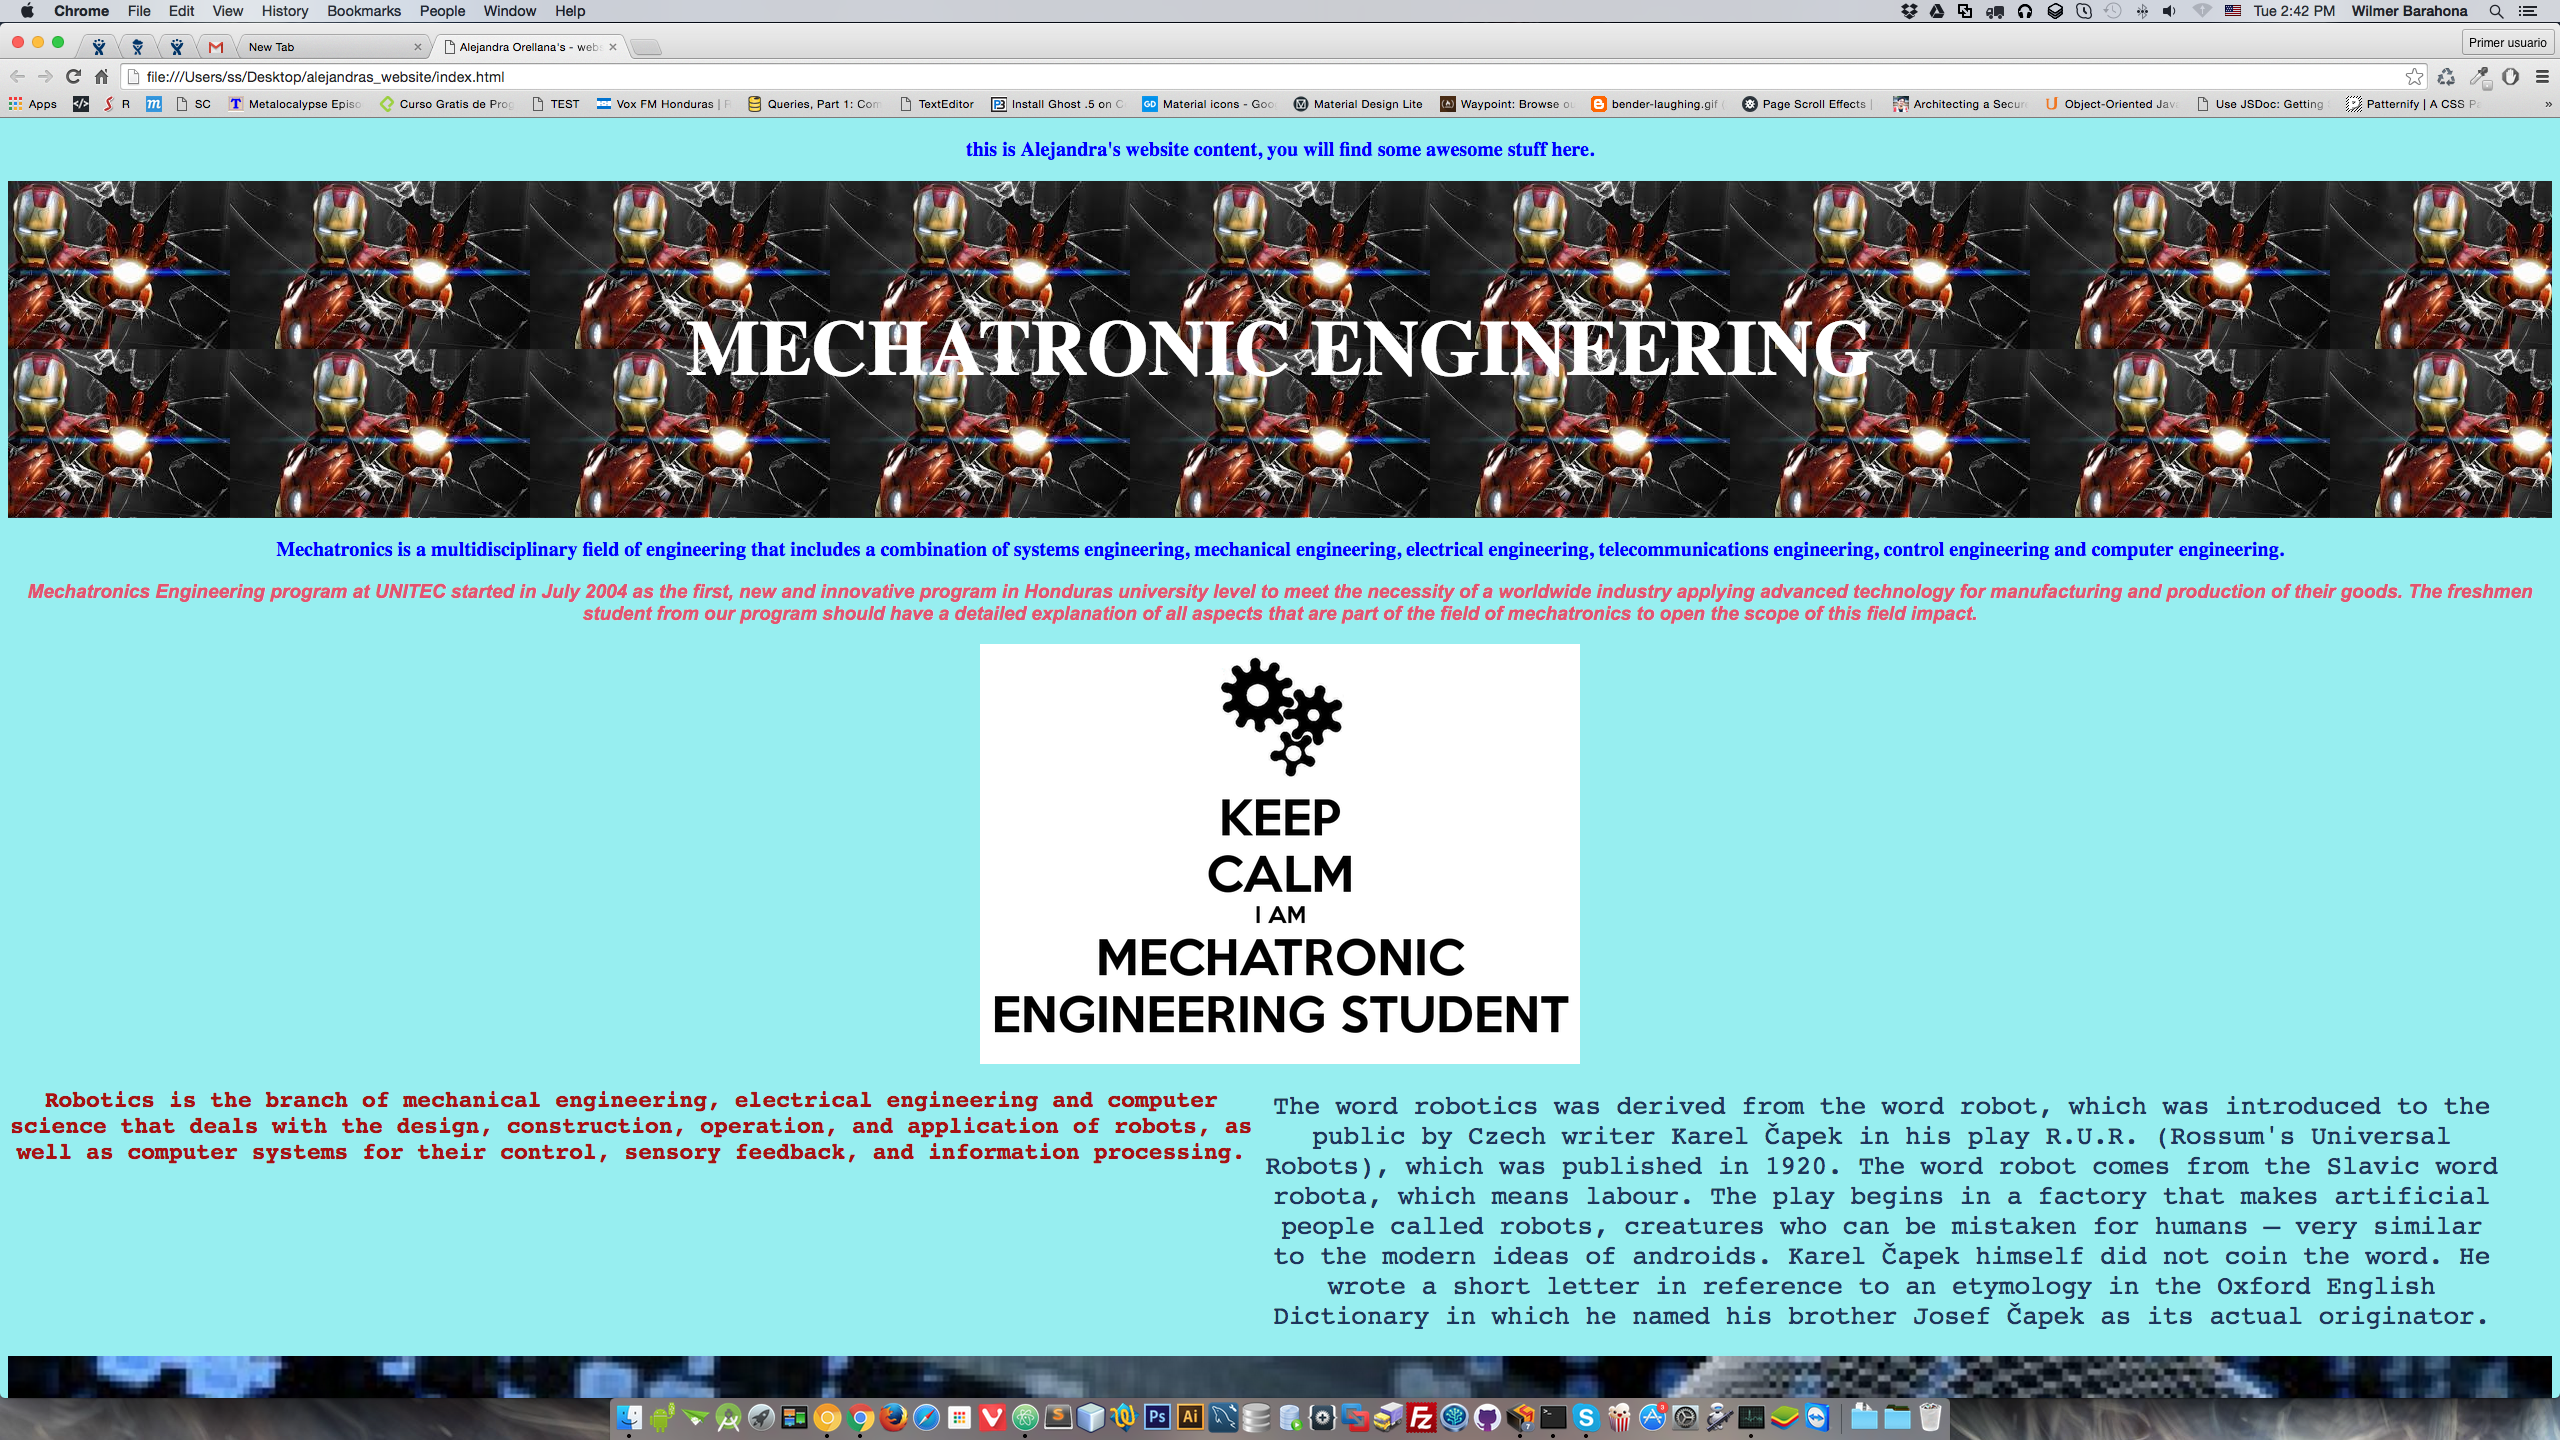 Chrome File Edit View History Bookmarks People Window Help Tue 2:42 PM Wilmer Barahona
New Tab Alejandra Orellana's - web Primer usuario
file:///Users/ss/Desktop/alejandras_website/index.html
Apps R m SC T Metalocalypse Episo Curso Gratis de Prog TEST Vox FM Honduras | Queries, Part 1: Com TextEditor Install Ghost .5 on C GD Material icons - Goo Material Design Lite Waypoint: Browse ou bender-laughing.gif ( Page Scroll Effects | Architecting a Secur Object-Oriented Jav Use JSDoc: Getting Patternify | A CSS Pa »
this is Alejandra's website content, you will find some awesome stuff here.
MECHATRONIC ENGINEERING
Mechatronics is a multidisciplinary field of engineering that includes a combination of systems engineering, mechanical engineering, electrical engineering, telecommunications engineering, control engineering and computer engineering.
Mechatronics Engineering program at UNITEC started in July 2004 as the first, new and innovative program in Honduras university level to meet the necessity of a worldwide industry applying advanced technology for manufacturing and production of their goods. The freshmen
student from our program should have a detailed explanation of all aspects that are part of the field of mechatronics to open the scope of this field impact.
KEEP
CALM
I AM
MECHATRONIC
ENGINEERING STUDENT
Robotics is the branch of mechanical engineering, electrical engineering and computer
science that deals with the design, construction, operation, and application of robots, as
well as computer systems for their control, sensory feedback, and information processing.
The word robotics was derived from the word robot, which was introduced to the
public by Czech writer Karel Čapek in his play R.U.R. (Rossum's Universal
Robots), which was published in 1920. The word robot comes from the Slavic word
robota, which means labour. The play begins in a factory that makes artificial
people called robots, creatures who can be mistaken for humans – very similar
to the modern ideas of androids. Karel Čapek himself did not coin the word. He
wrote a short letter in reference to an etymology in the Oxford English
Dictionary in which he named his brother Josef Čapek as its actual originator.
Ps Ai Fz